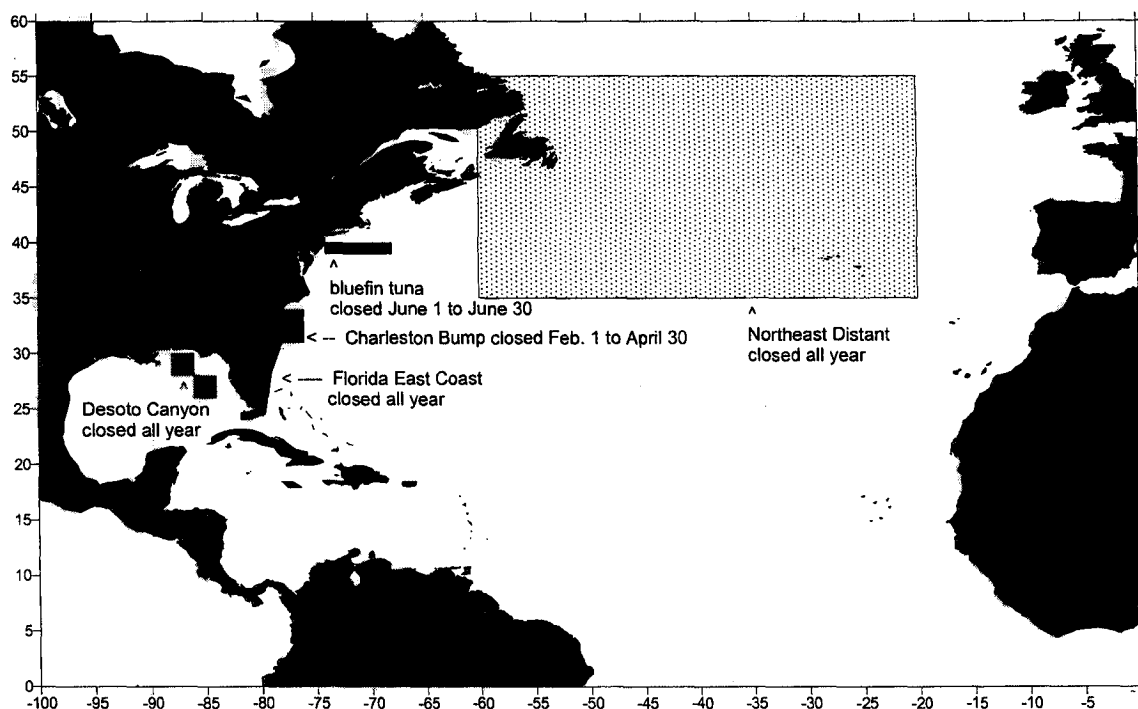 60
55
50
45
40
35
30
25
20
15
10
5
0
^
bluefin tuna
closed June 1 to June 30
< -- Charleston Bump closed Feb. 1 to April 30
^
Northeast Distant
closed all year
< — Florida East Coast
closed all year
^
Desoto Canyon
closed all year
-100 -95 -90 -85 -80 -75 -70 -65 -60 -55 -50 -45 -40 -35 -30 -25 -20 -15 -10 -5